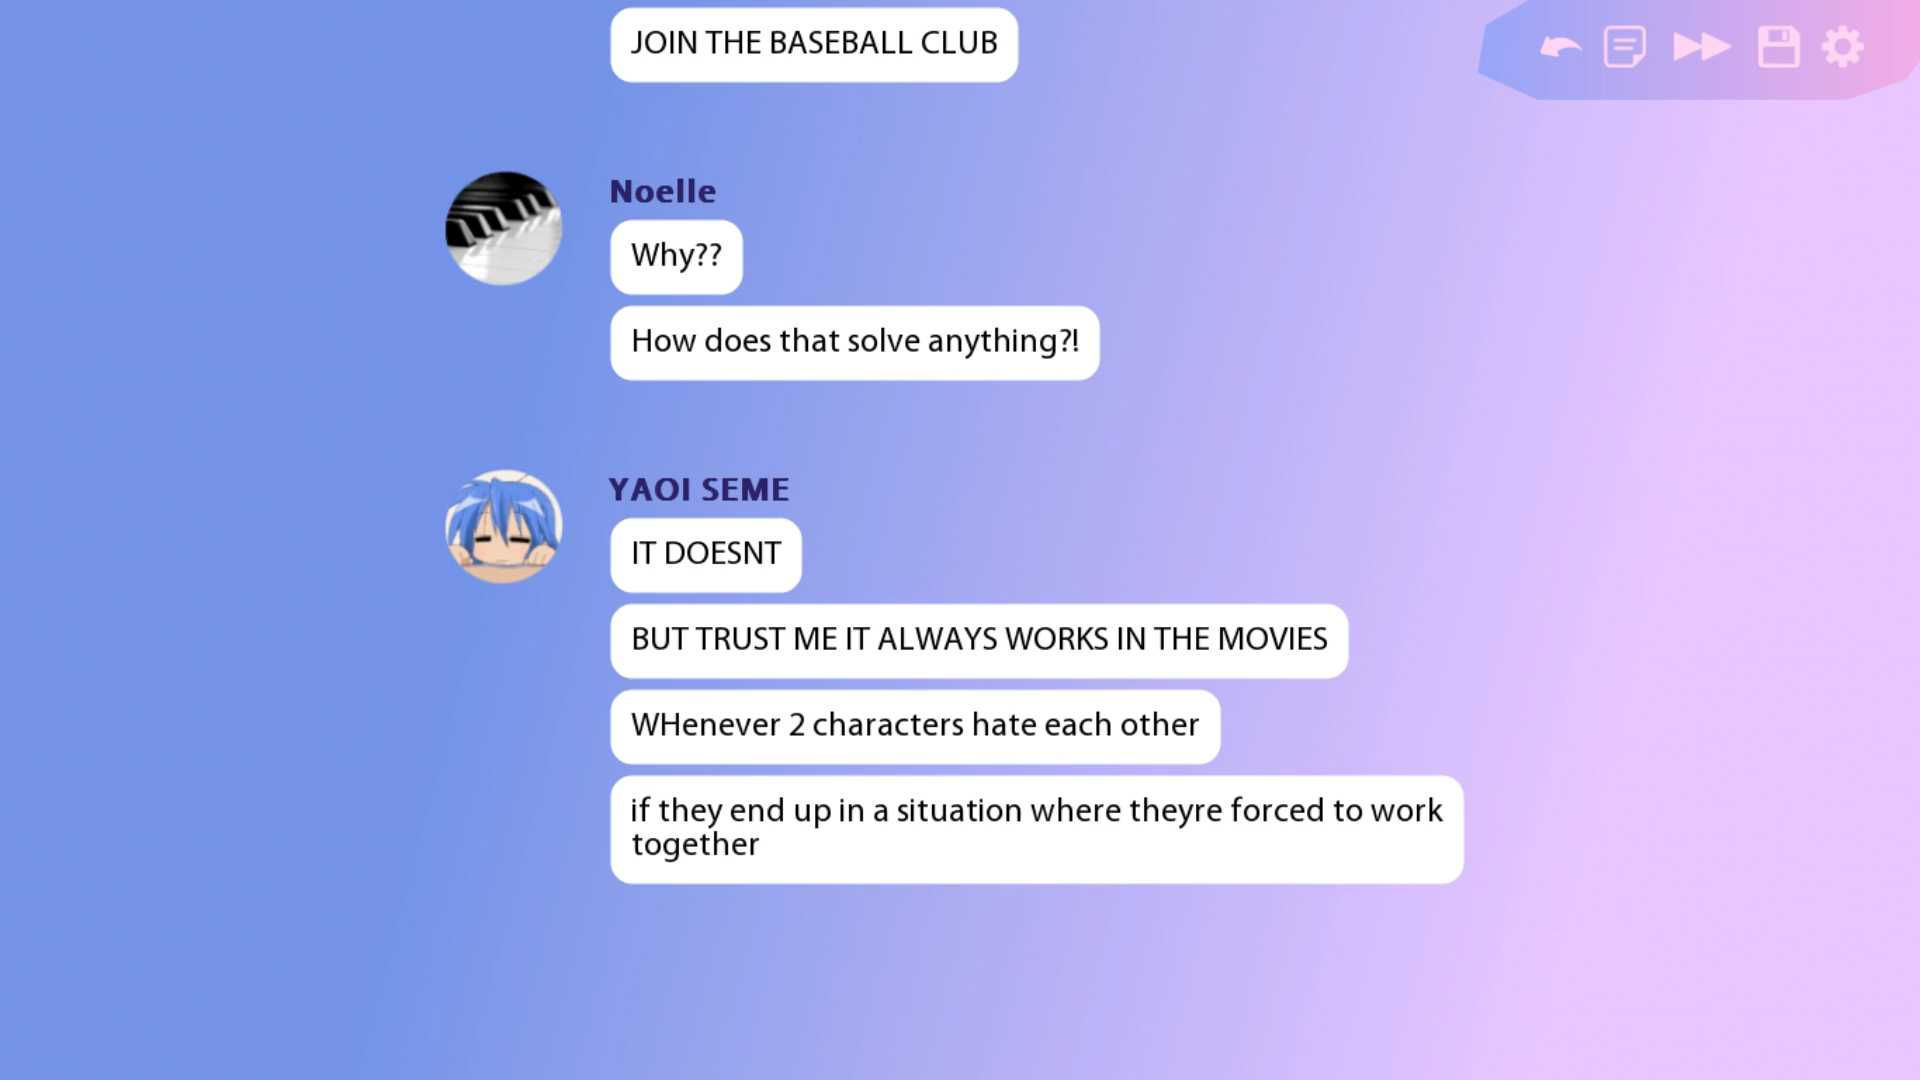 JOIN THE BASEBALL CLUB
Noelle
Why??
How does that solve anything?!
YAOI SEME
IT DOESNT
BUT TRUST ME IT ALWAYS WORKS IN THE MOVIES
WHenever 2 characters hate each other
if they end up in a situation where theyre forced to work
together